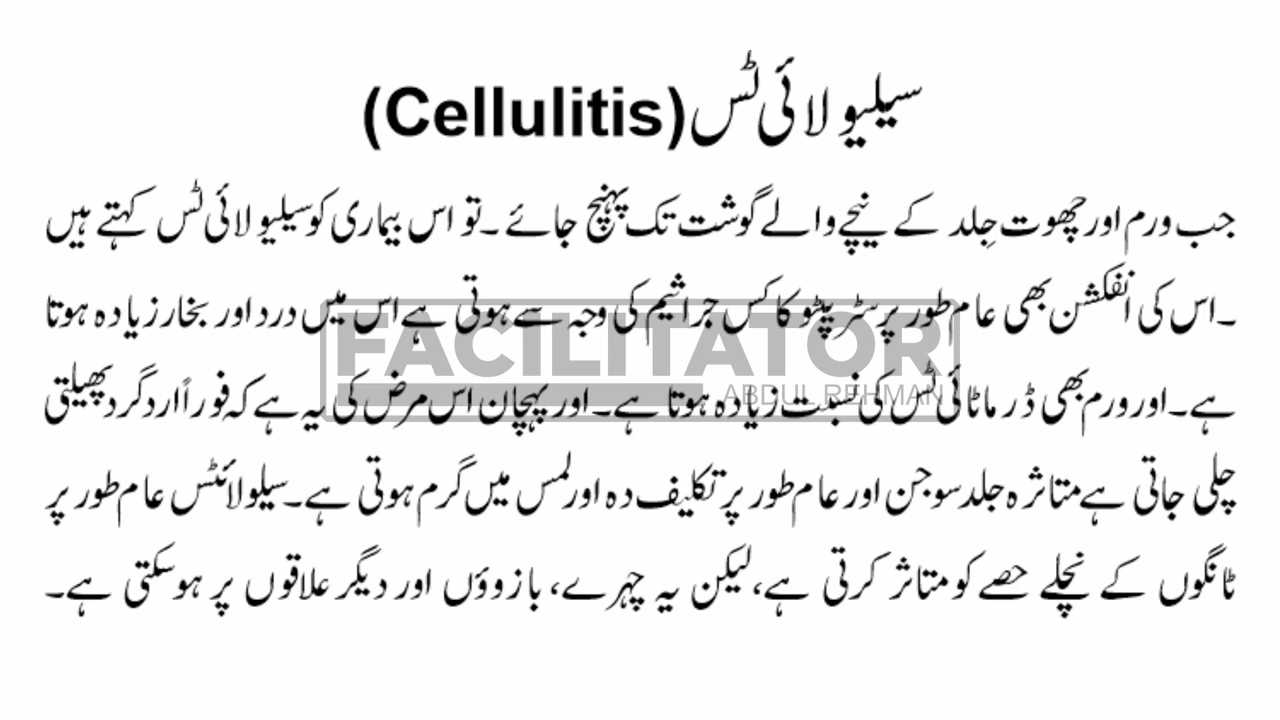 سیلیو لائی ٹس(Cellulitis)
جب ورم اور چھوت جِلد کے نیچے والے گوشت تک پہنچ جائے ۔تو اس بیماری کو سیلیو لائی ٹس کہتے ہیں
۔اس کی انفکشن بھی عام طور پر سٹرپپٹو کاکس جراثیم کی وجہ سے ہوتی ہے اس میں درد اور بخار زیادہ ہوتا
FACILITATOR
ABDUL REHMAN
ہے۔اور ورم بھی ڈر ماٹائی ٹس کی نسبت زیادہ ہوتا ہے۔اور پہچان اس مرض کی یہ ہے کہ فوراً ارد گرد پھیلتی
چلی جاتی ہے متاثرہ جلد سوجن اور عام طور پر تکلیف دہ اور لمس میں گرم ہوتی ہے۔سیلولائٹس عام طور پر
ٹانگوں کے نچلے حصے کو متاثر کرتی ہے،لیکن یہ چہرے، بازوؤں اور دیگر علاقوں پر ہوسکتی ہے۔